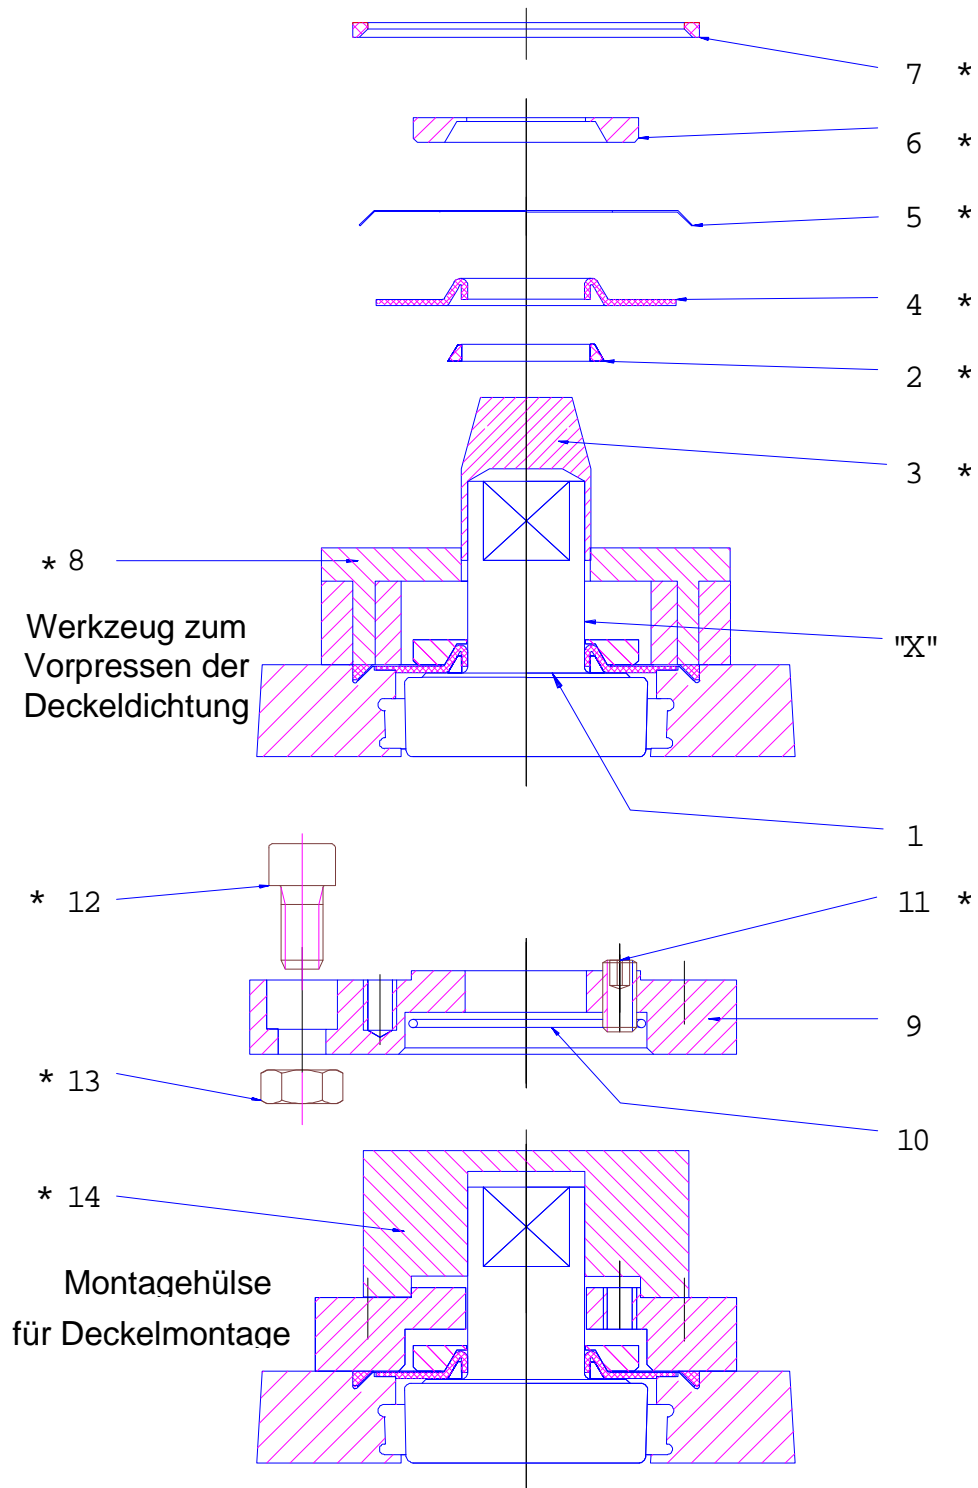 7 *
6 *
5 *
4 *
2 *
3 *
* 8
Werkzeug zum
Vorpressen der
Deckeldichtung
"X"
1
* 12
11 *
9
* 13
10
* 14
Montagehülse
für Deckelmontage